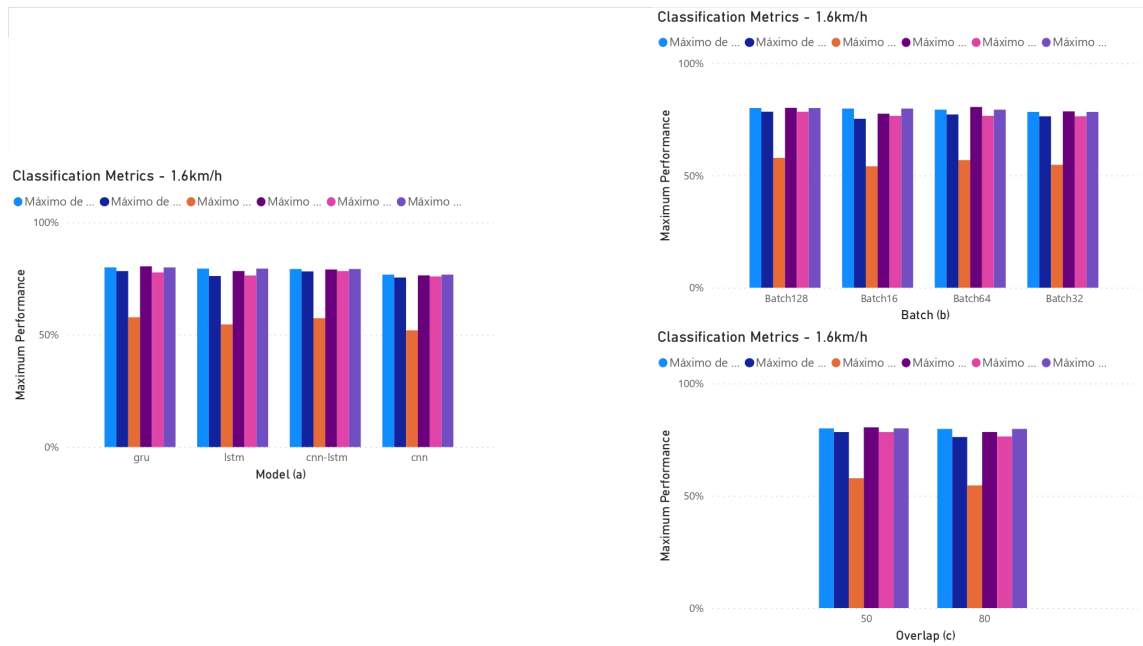 Classification Metrics - 1.6km/h
Máximo de ... Máximo de ... Máximo ... Máximo ... Máximo ... Máximo ...
100%
50%
0%
Maximum Performance
gru lstm cnn-lstm cnn
Model (a)
Classification Metrics - 1.6km/h
Máximo de ... Máximo de ... Máximo ... Máximo ... Máximo ... Máximo ...
100%
50%
0%
Maximum Performance
Batch128 Batch16 Batch64 Batch32
Batch (b)
Classification Metrics - 1.6km/h
Máximo de ... Máximo de ... Máximo ... Máximo ... Máximo ... Máximo ...
100%
50%
0%
Maximum Performance
50 80
Overlap (c)